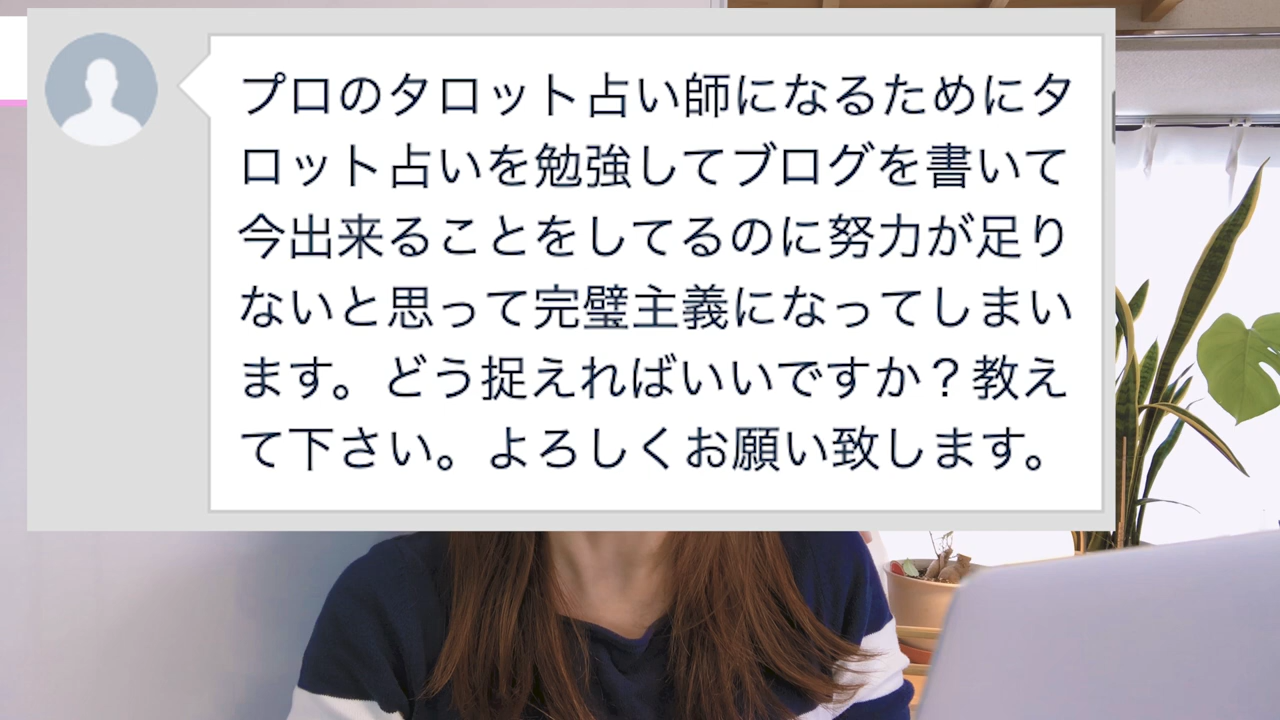 プロのタロット占い師になるためにタ
ロット占いを勉強してブログを書いて
今出来ることをしてるのに努力が足り
ないと思って完璧主義になってしまい
ます。どう捉えればいいですか？教え
て下さい。よろしくお願い致します。